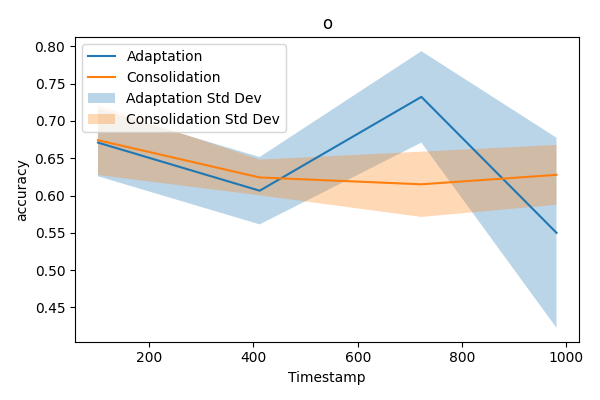 o
0.80
0.75
0.70
0.65
0.60
0.55
0.50
0.45
accuracy
Adaptation
Consolidation
Adaptation Std Dev
Consolidation Std Dev
200
400
600
800
1000
Timestamp